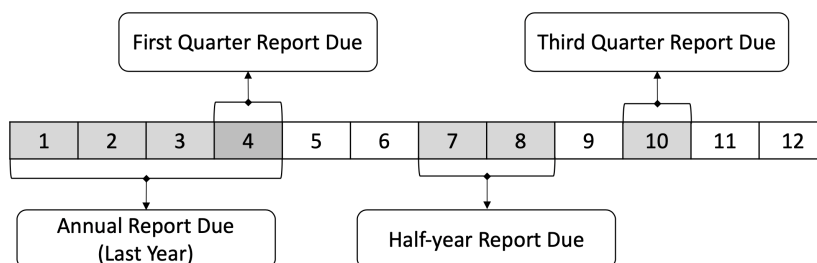 First Quarter Report Due
Third Quarter Report Due
1 2 3 4 5 6 7 8 9 10 11 12
Annual Report Due
(Last Year)
Half-year Report Due